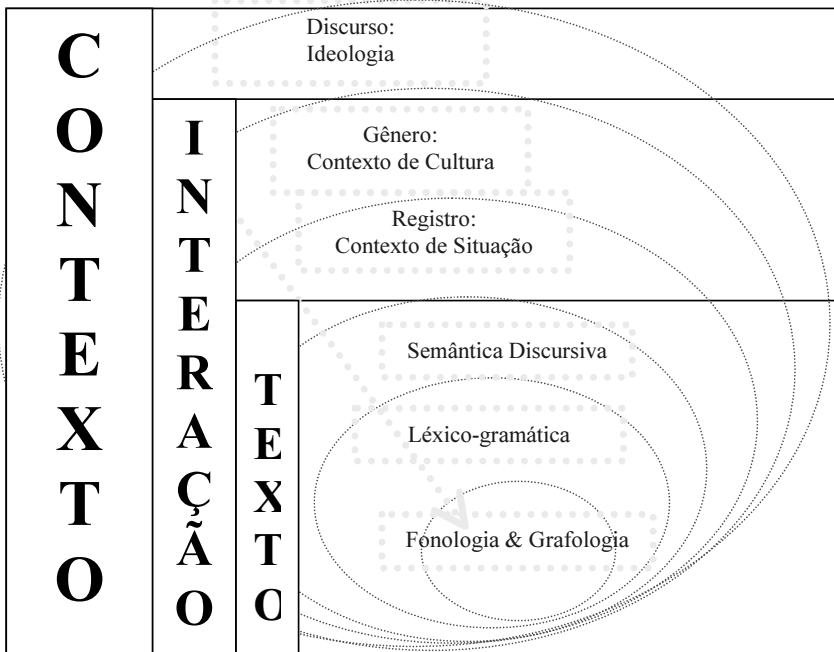 CONTEXTO
INTERAÇÃO
TEXTO
Discurso:
Ideologia
Gênero:
Contexto de Cultura
Registro:
Contexto de Situação
Semântica Discursiva
Léxico-gramática
Fonologia & Grafologia